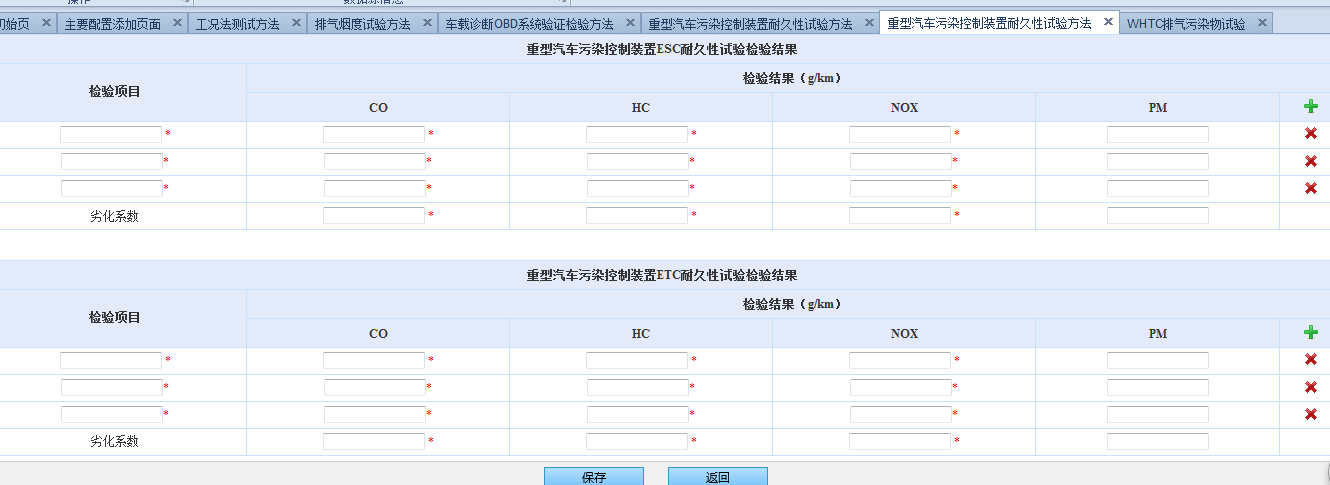 操作 数据源信息
初始页 主要配置添加页面 工况法测试方法 排气烟度试验方法 车载诊断OBD系统验证检验方法 重型汽车污染控制装置耐久性试验方法 重型汽车污染控制装置耐久性试验方法 WHTC排气污染物试验
重型汽车污染控制装置ESC耐久性试验检验结果
检验项目 检验结果（g/km）
CO HC NOX PM
* * * *
* * * *
* * * *
劣化系数 * * *
重型汽车污染控制装置ETC耐久性试验检验结果
检验项目 检验结果（g/km）
CO HC NOX PM
* * * *
* * * *
* * * *
劣化系数 * * *
保存 返回